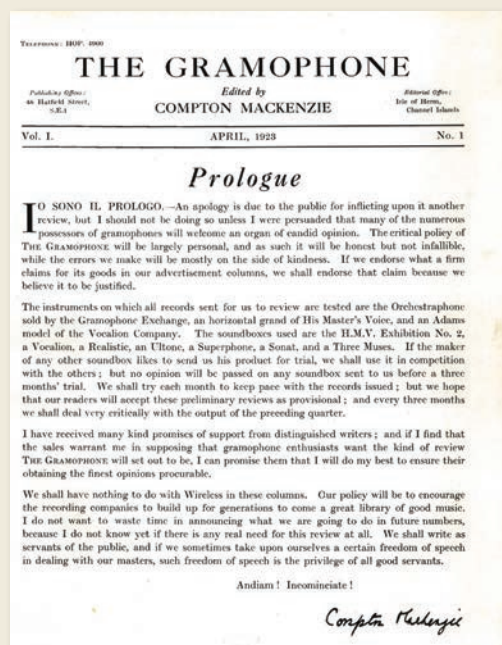 TELEPHONE: HOP. 4900
THE GRAMOPHONE
Publishing Offices:
46 Hatfield Street,
S.E.1
Edited by
COMPTON MACKENZIE
Editorial Office:
Isle of Herm,
Channel Islands
Vol. I.
APRIL, 1923
No. 1
Prologue
IO SONO IL PROLOGO.—An apology is due to the public for inflicting upon it another
review, but I should not be doing so unless I were persuaded that many of the numerous
possessors of gramophones will welcome an organ of candid opinion. The critical policy of
THE GRAMOPHONE will be largely personal, and as such it will be honest but not infallible,
while the errors we make will be mostly on the side of kindness. If we endorse what a firm
claims for its goods in our advertisement columns, we shall endorse that claim because we
believe it to be justified.
The instruments on which all records sent for us to review are tested are the Orchestraphone
sold by the Gramophone Exchange, an horizontal grand of His Master's Voice, and an Adams
model of the Vocalion Company. The soundboxes used are the H.M.V. Exhibition No. 2,
a Vocalion, a Realistic, an Ultone, a Superphone, a Sonat, and a Three Muses. If the maker
of any other soundbox likes to send us his product for trial, we shall use it in competition
with the others; but no opinion will be passed on any soundbox sent to us before a three
months' trial. We shall try each month to keep pace with the records issued; but we hope
that our readers will accept these preliminary reviews as provisional; and every three months
we shall deal very critically with the output of the preceding quarter.
I have received many kind promises of support from distinguished writers; and if I find that
the sales warrant me in supposing that gramophone enthusiasts want the kind of review
THE GRAMOPHONE will set out to be, I can promise them that I will do my best to ensure their
obtaining the finest opinions procurable.
We shall have nothing to do with Wireless in these columns. Our policy will be to encourage
the recording companies to build up for generations to come a great library of good music.
I do not want to waste time in announcing what we are going to do in future numbers,
because I do not know yet if there is any real need for this review at all. We shall write as
servants of the public, and if we sometimes take upon ourselves a certain freedom of speech
in dealing with our masters, such freedom of speech is the privilege of all good servants.
Andiam! Incominciate!
Compton Mackenzie